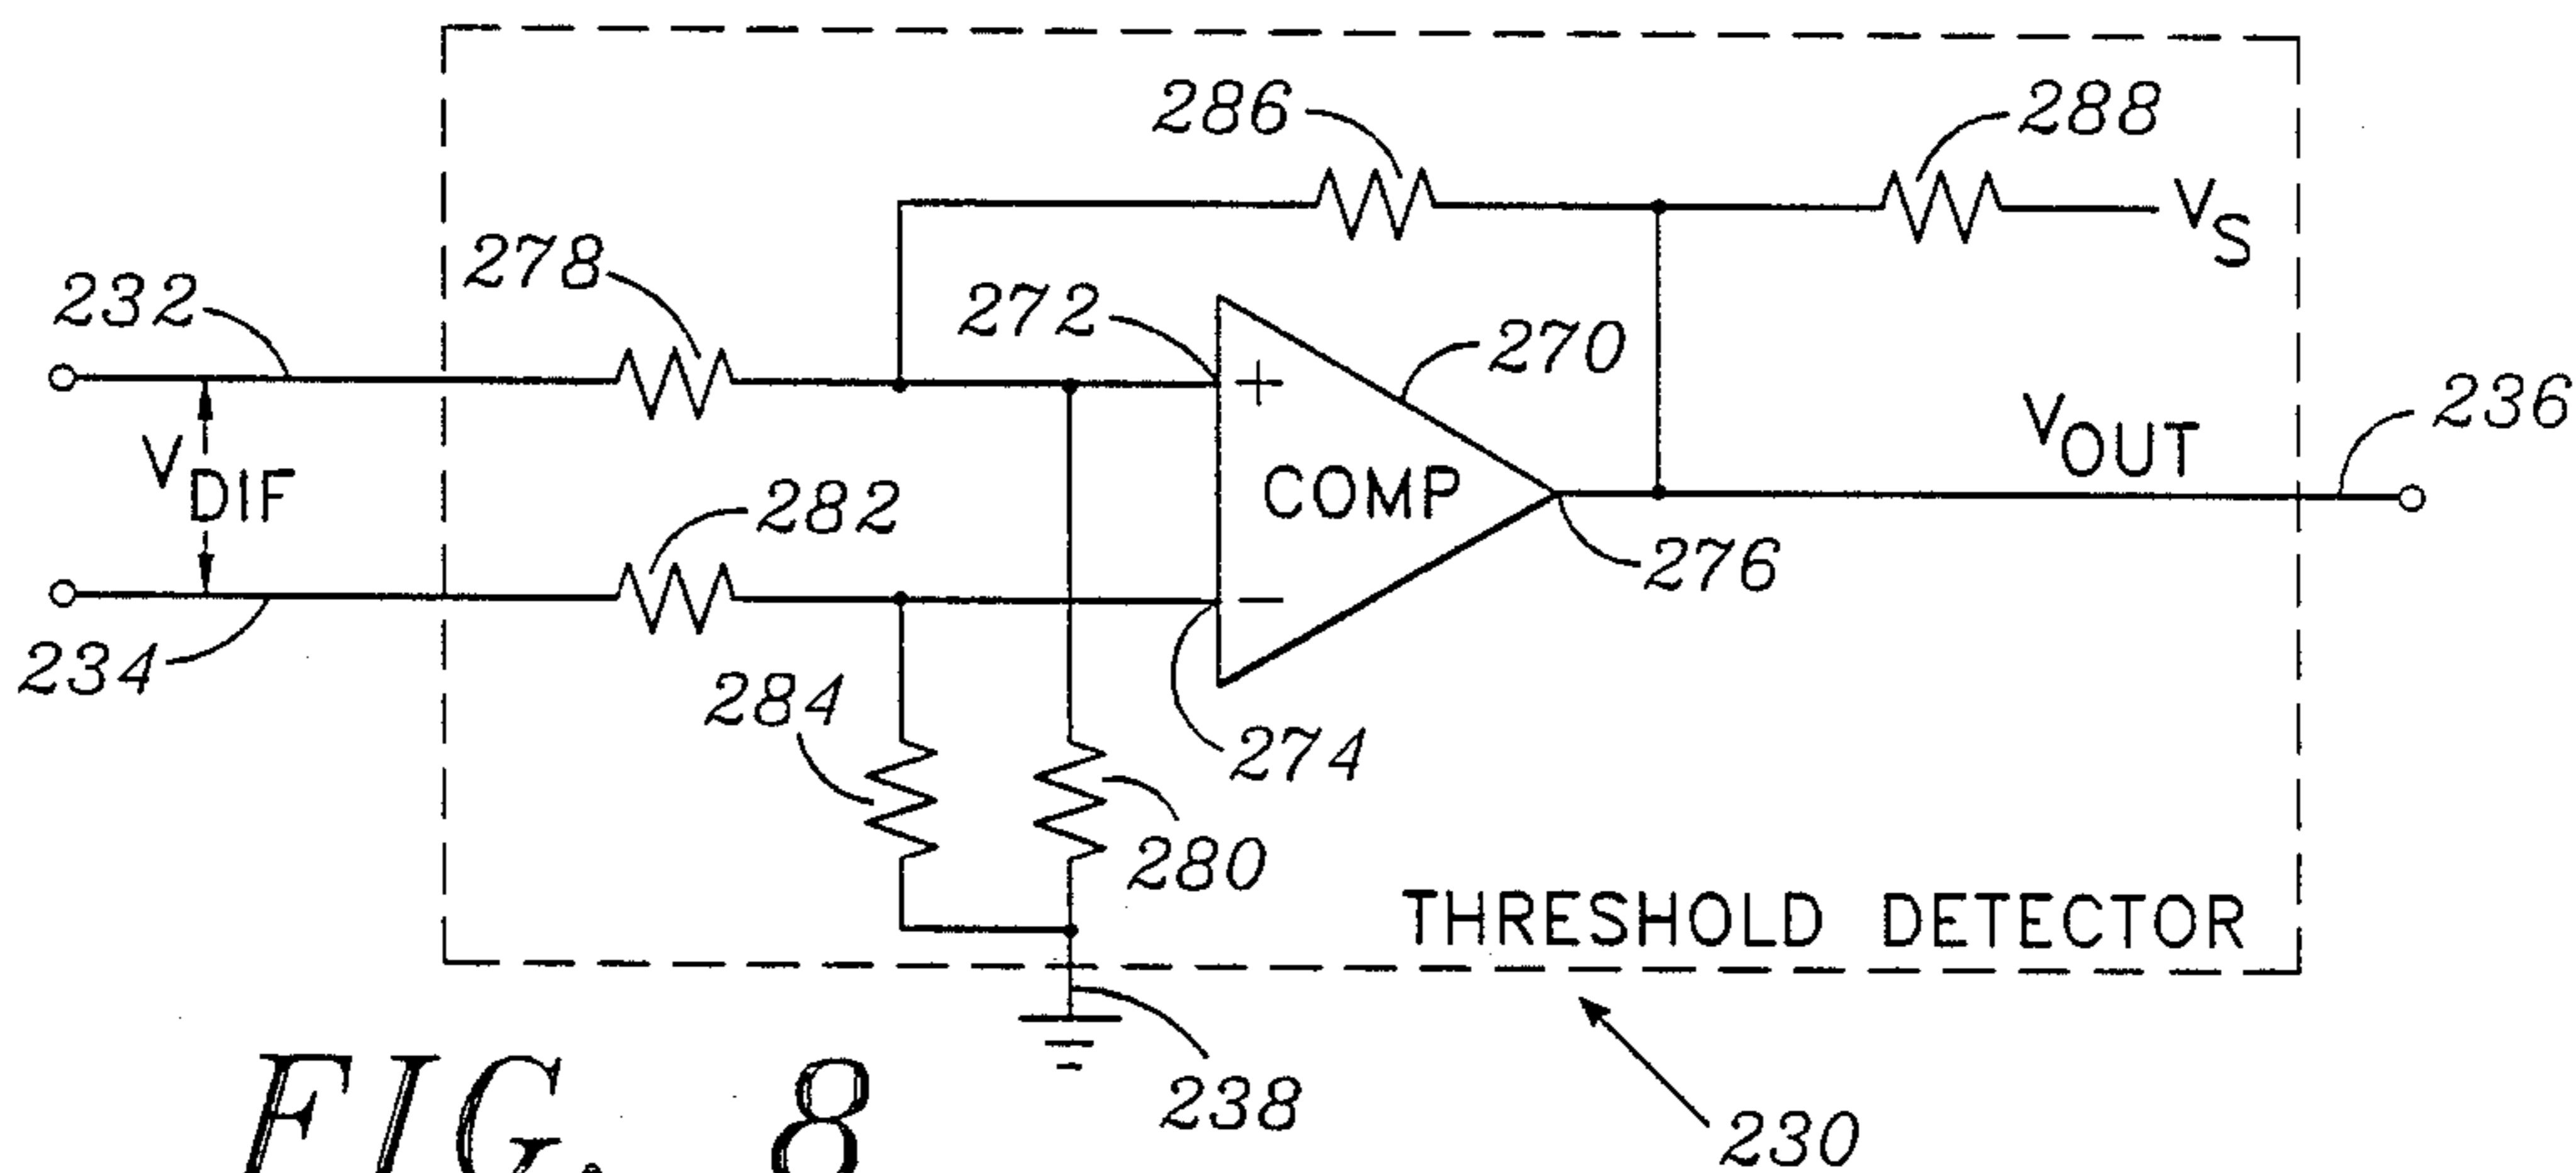 286
288
V_S
278
232
272
+
270
V_DIF
282
COMP
V_OUT
236
276
234
284
−
274
280
THRESHOLD DETECTOR
238
230
FIG. 8